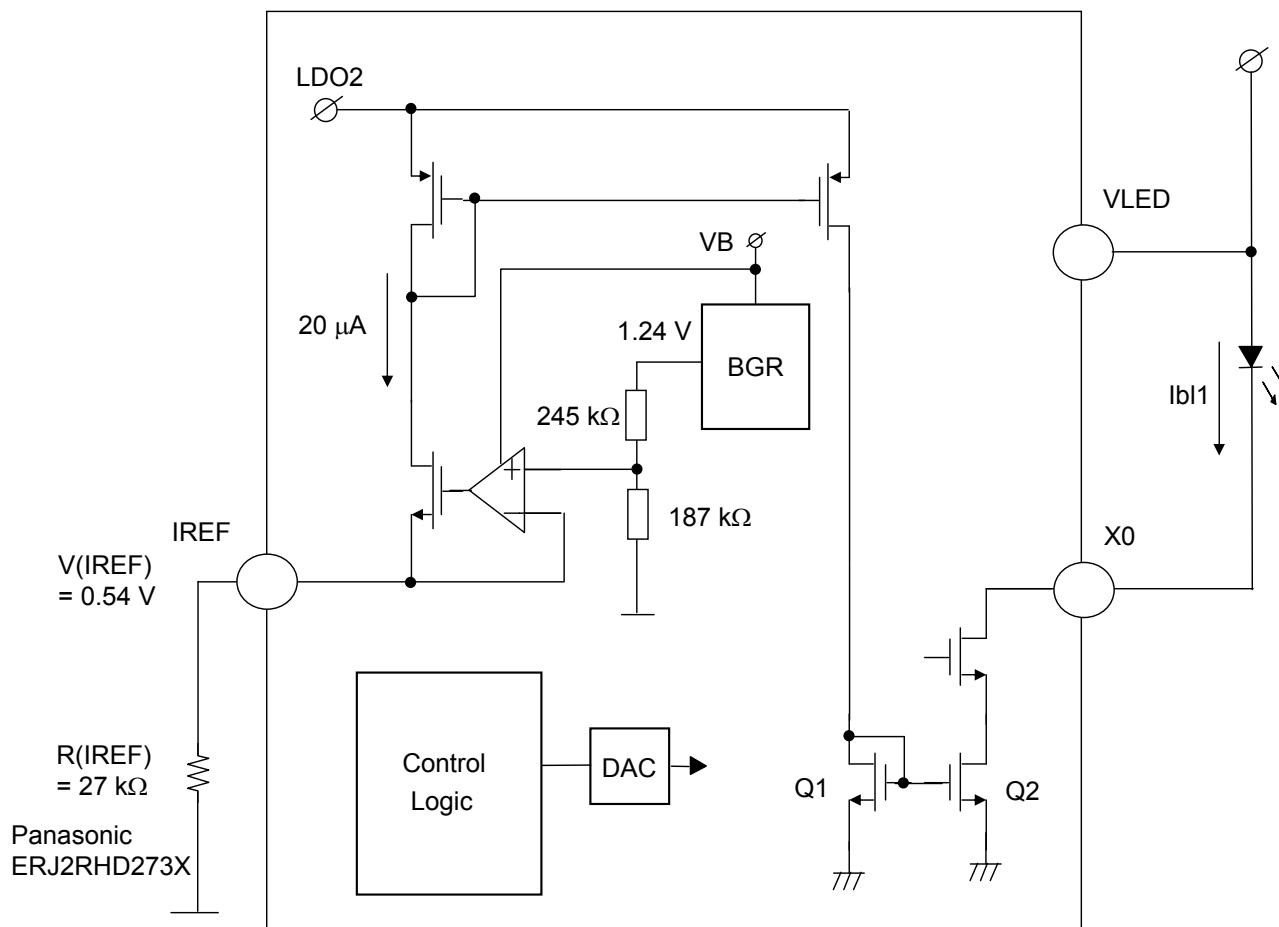 LDO2
VLED
VB
20 μA
1.24 V
BGR
Ibl1
245 kΩ
+
−
187 kΩ
IREF
X0
V(IREF)
= 0.54 V
R(IREF)
= 27 kΩ
Control
Logic
DAC
Q1
Q2
Panasonic
ERJ2RHD273X